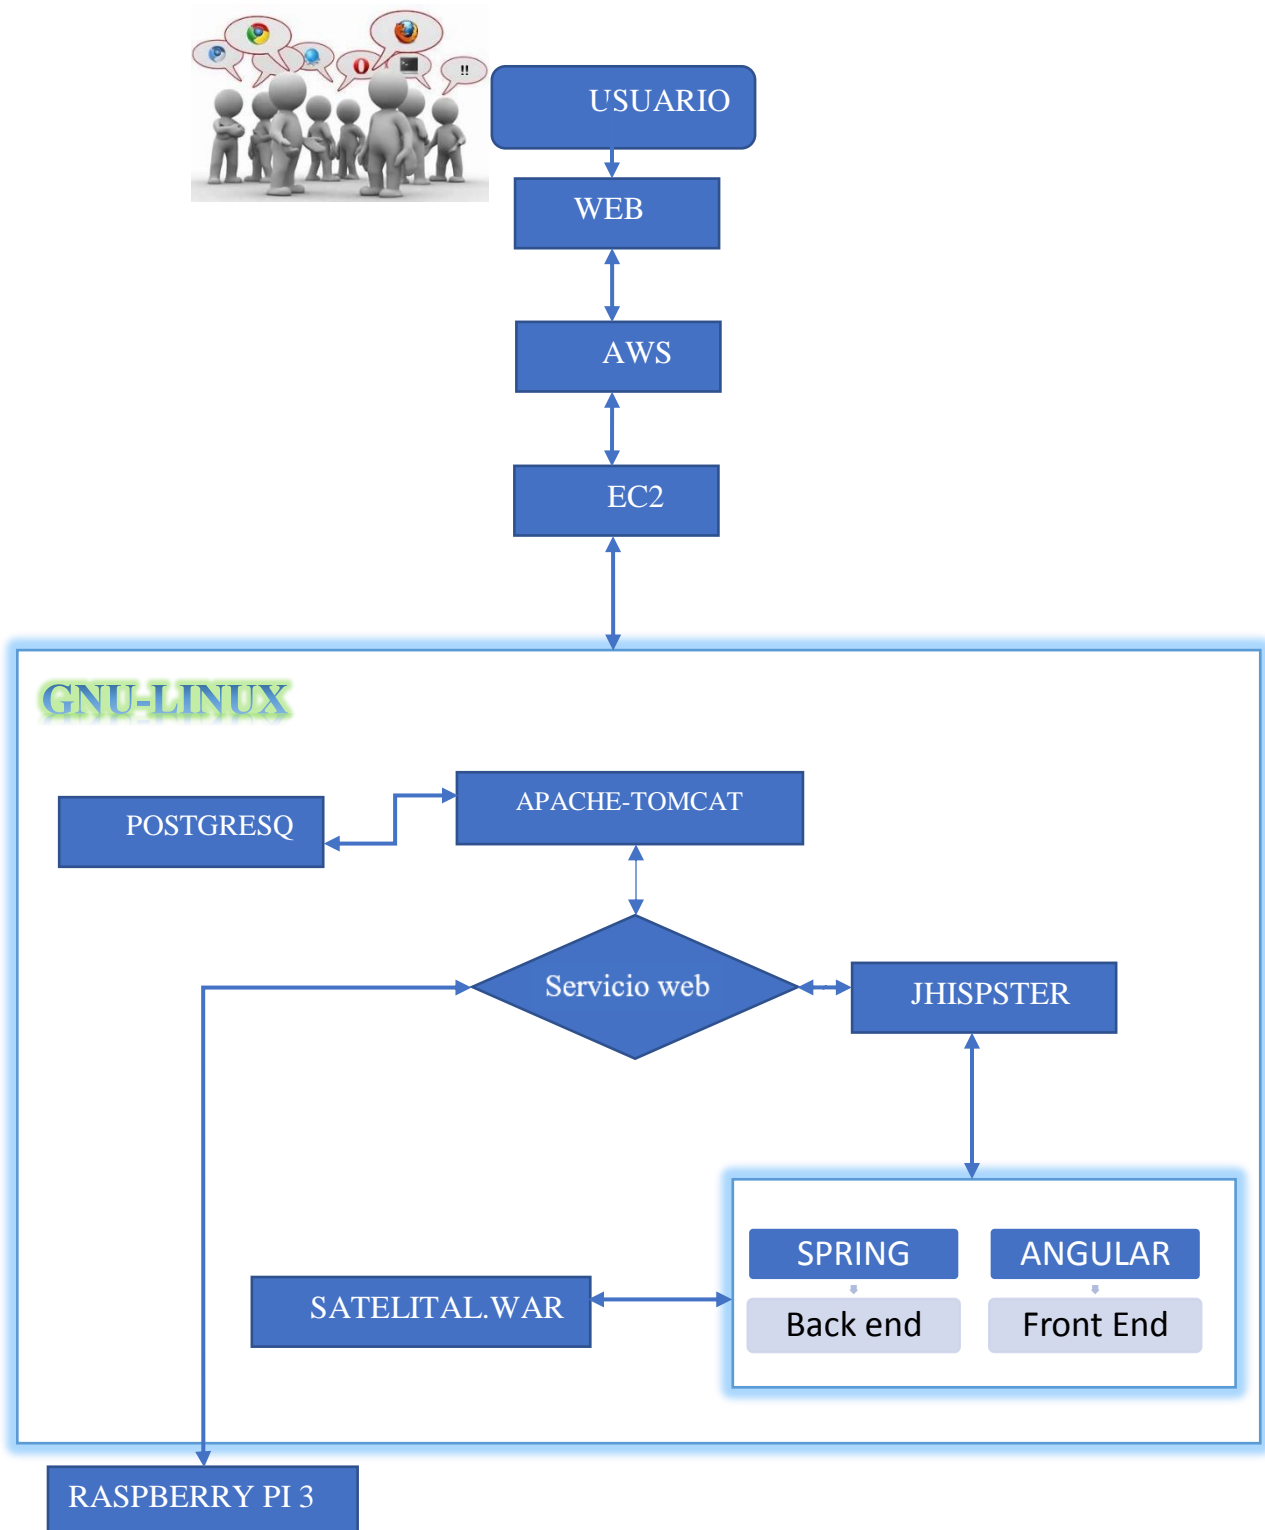 !!
USUARIO
WEB
AWS
EC2
GNU-LINUX
APACHE-TOMCAT
POSTGRESQ
Servicio web
JHISPSTER
SPRING
ANGULAR
Back end
Front End
SATELITAL.WAR
RASPBERRY PI 3